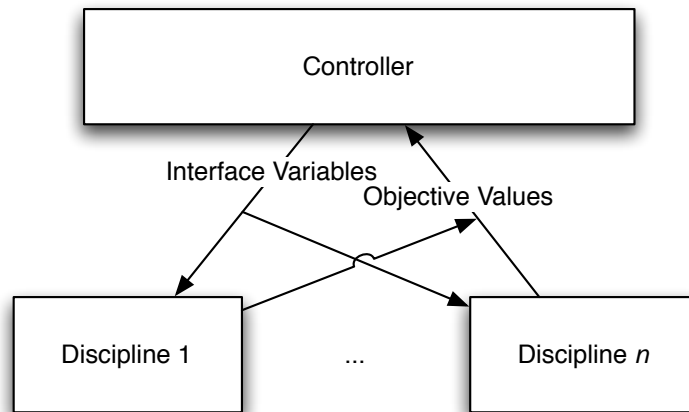 Controller
Interface Variables
Objective Values
Discipline 1
...
Discipline n